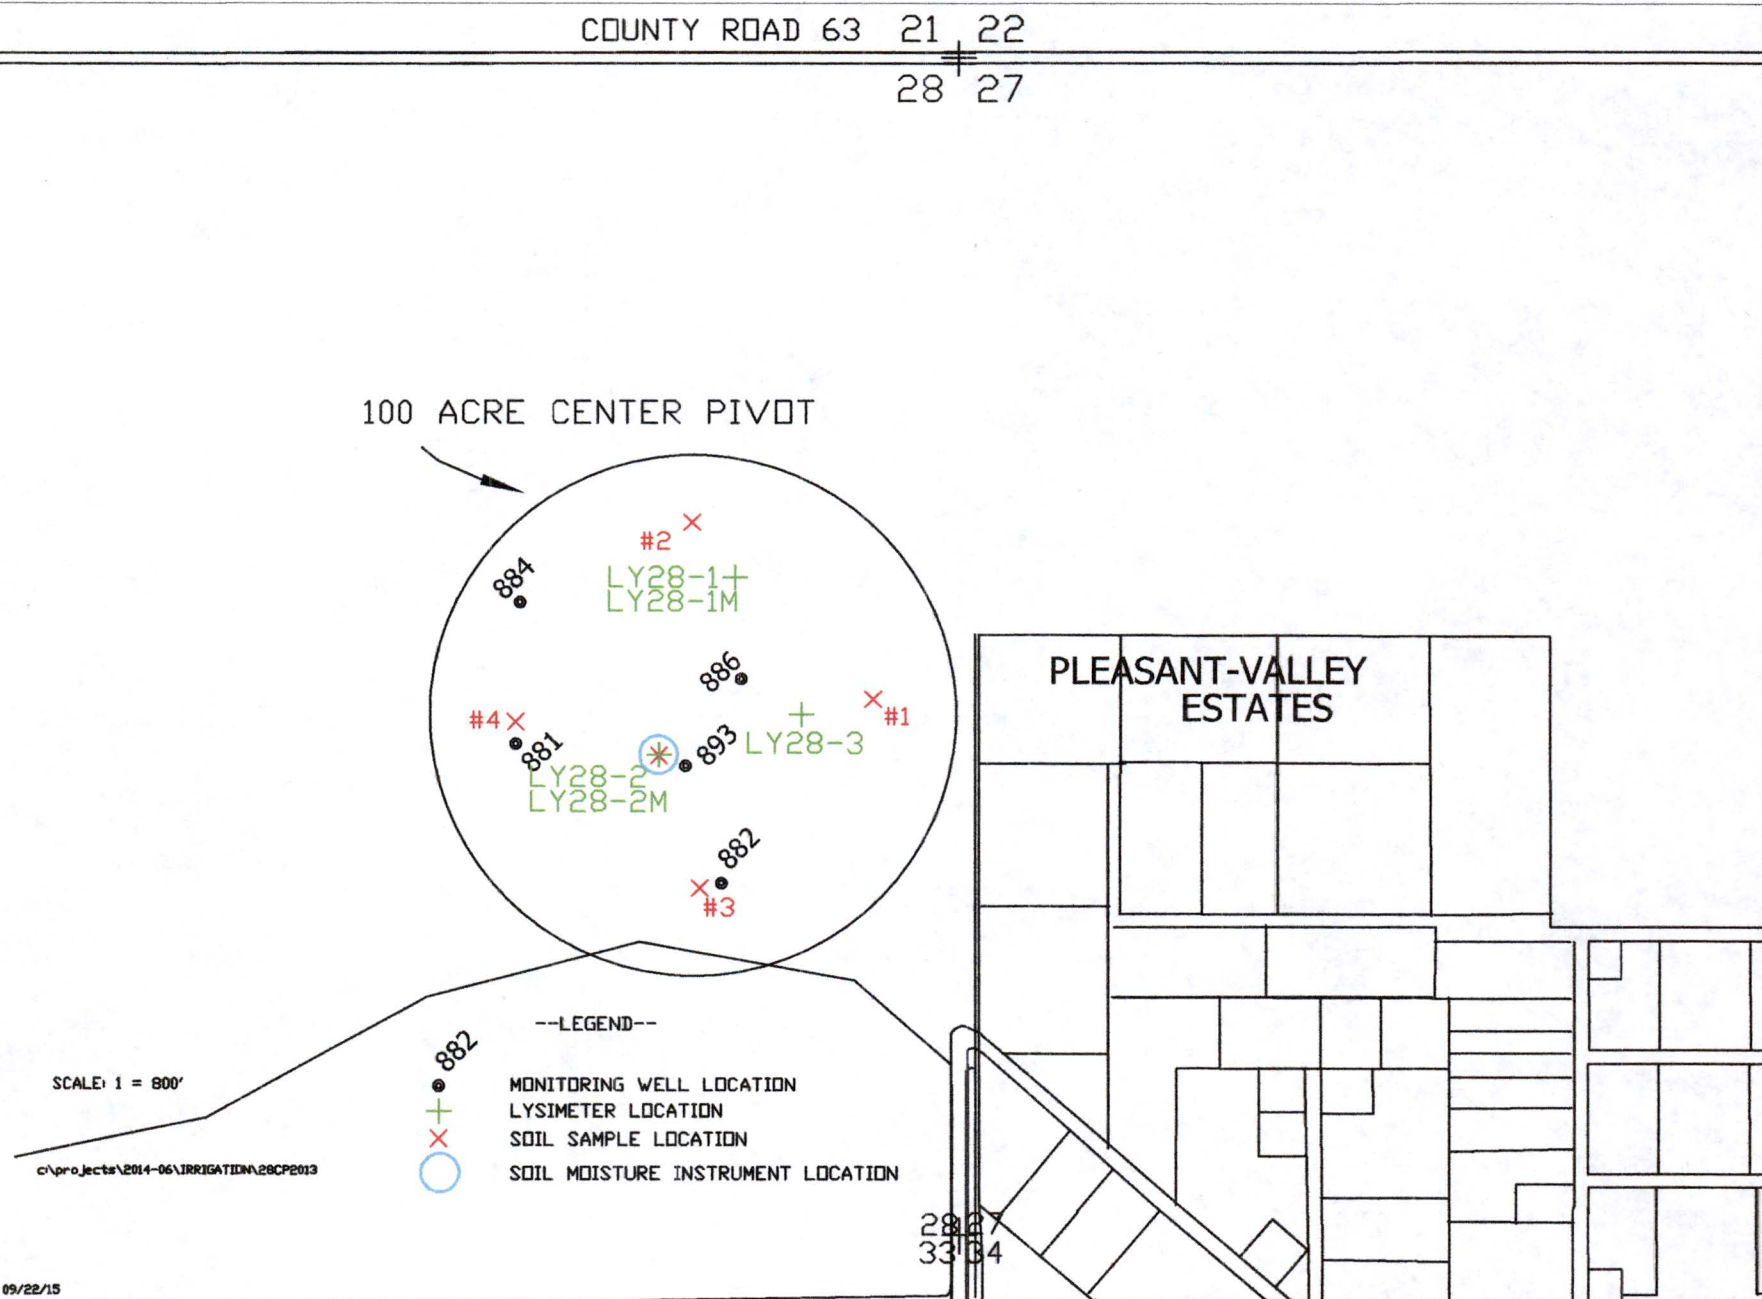 COUNTY ROAD 63 21 22
28 27
100 ACRE CENTER PIVOT
#2
884
LY28-1
LY28-1M
886
PLEASANT-VALLEY
ESTATES
#4
#1
881
893
LY28-3
LY28-2
LY28-2M
882
#3
--LEGEND--
882
SCALE: 1 = 800'
MONITORING WELL LOCATION
LYSIMETER LOCATION
SOIL SAMPLE LOCATION
c:\projects\2014-06\IRRIGATION\28CP2013
SOIL MOISTURE INSTRUMENT LOCATION
28 27
33 34
09/22/15